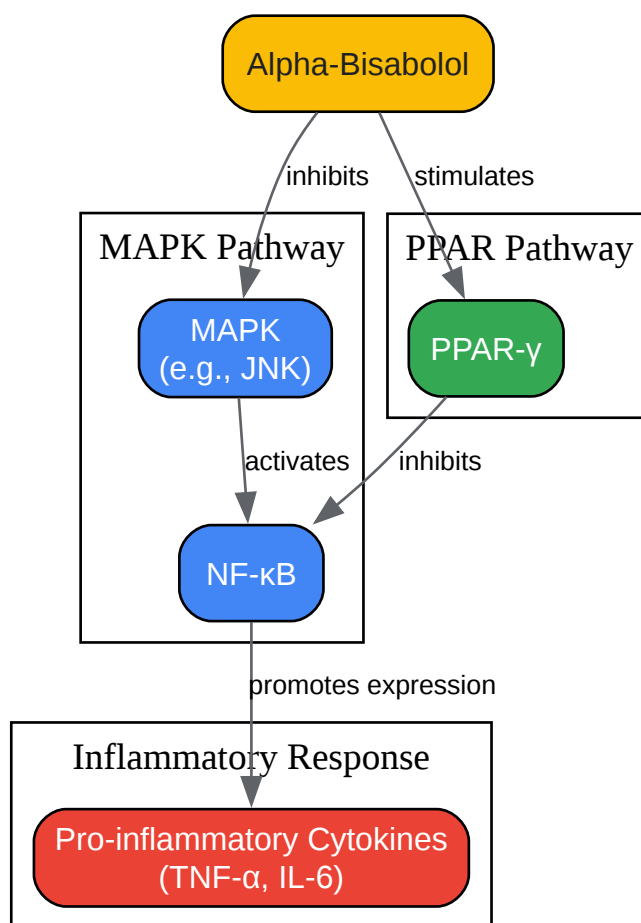 Alpha-Bisabolol
inhibits
stimulates
MAPK Pathway
PPAR Pathway
MAPK
(e.g., JNK)
PPAR-γ
activates
inhibits
NF-κB
promotes expression
Inflammatory Response
Pro-inflammatory Cytokines
(TNF-α, IL-6)